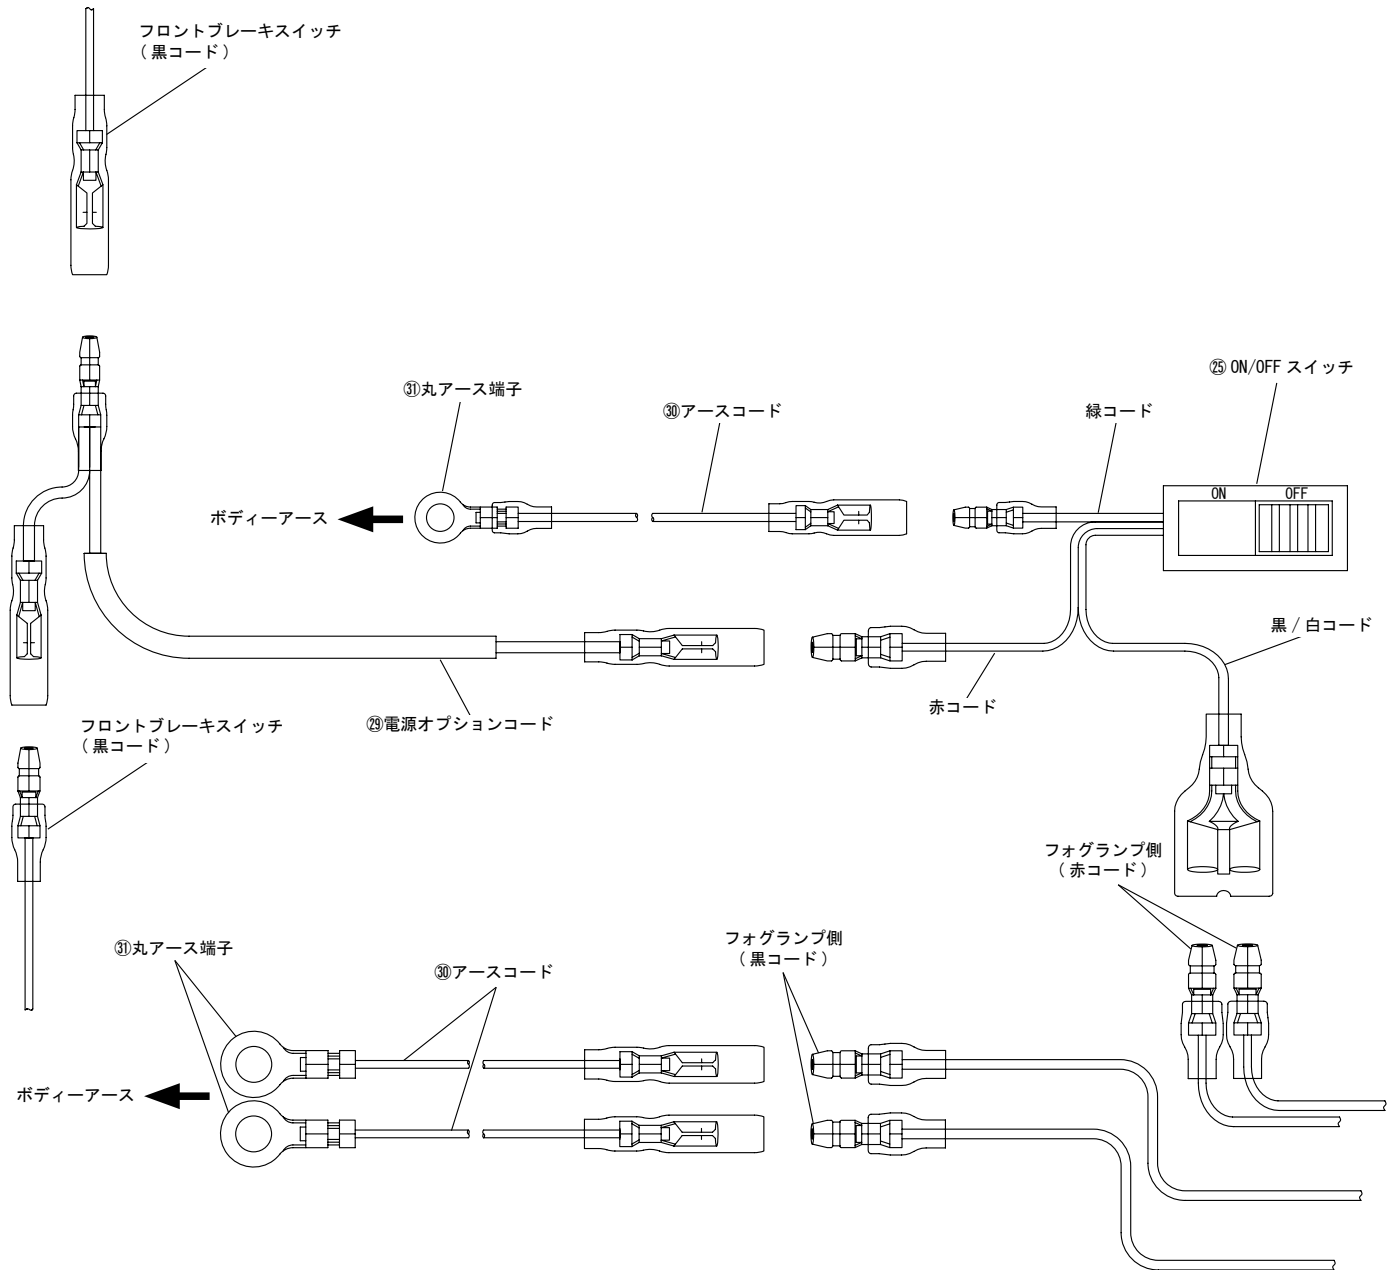 フロントブレーキスイッチ
( 黒コード )
㉛丸アース端子
㉚アースコード
緑コード
㉕ ON/OFF スイッチ
ON
OFF
ボディーアース
黒 / 白コード
赤コード
㉙電源オプションコード
フロントブレーキスイッチ
( 黒コード )
フォグランプ側
( 赤コード )
㉛丸アース端子
㉚アースコード
フォグランプ側
( 黒コード )
ボディーアース